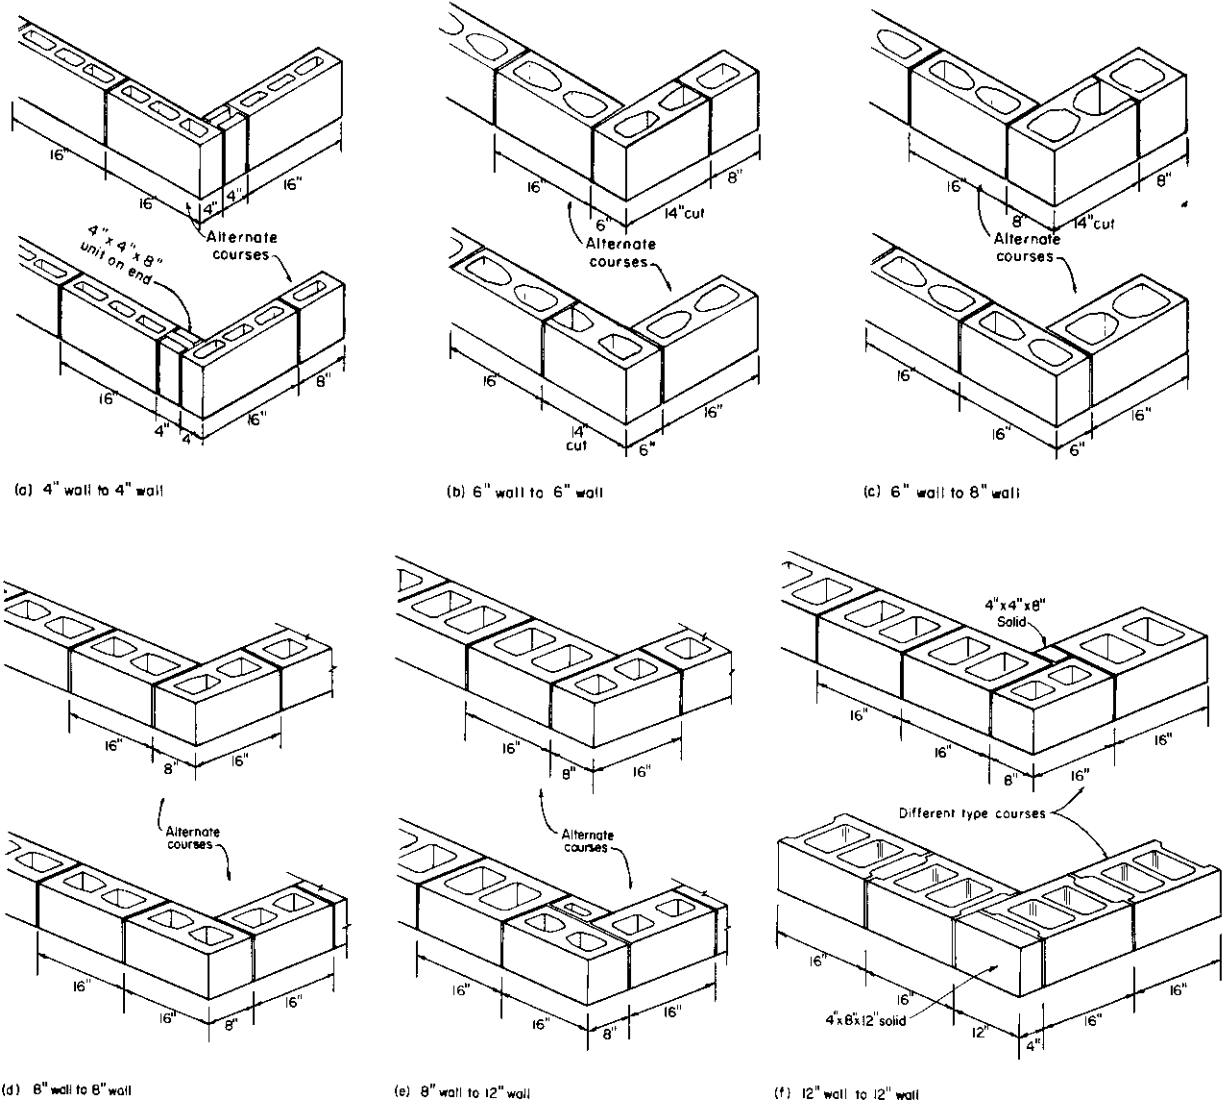 16"
16"
4"
4"
16"
4" x 4" x 8"
unit on end
Alternate
courses
16"
4"
4"
16"
8"
(a) 4" wall to 4" wall
16"
6"
14" cut
8"
Alternate
courses
16"
14"
cut
6"
16"
(b) 6" wall to 6" wall
16"
8"
14" cut
8"
Alternate
courses
16"
16"
6"
16"
(c) 6" wall to 8" wall
16"
8"
16"
Alternate
courses
16"
16"
8"
16"
(d) 8" wall to 8" wall
16"
8"
16"
Alternate
courses
16"
16"
8"
16"
(e) 8" wall to 12" wall
4"x4"x8"
Solid
16"
16"
8"
16"
16"
Different type courses
16"
16"
12"
4"
16"
16"
4"x8"x12" solid
(f) 12" wall to 12" wall